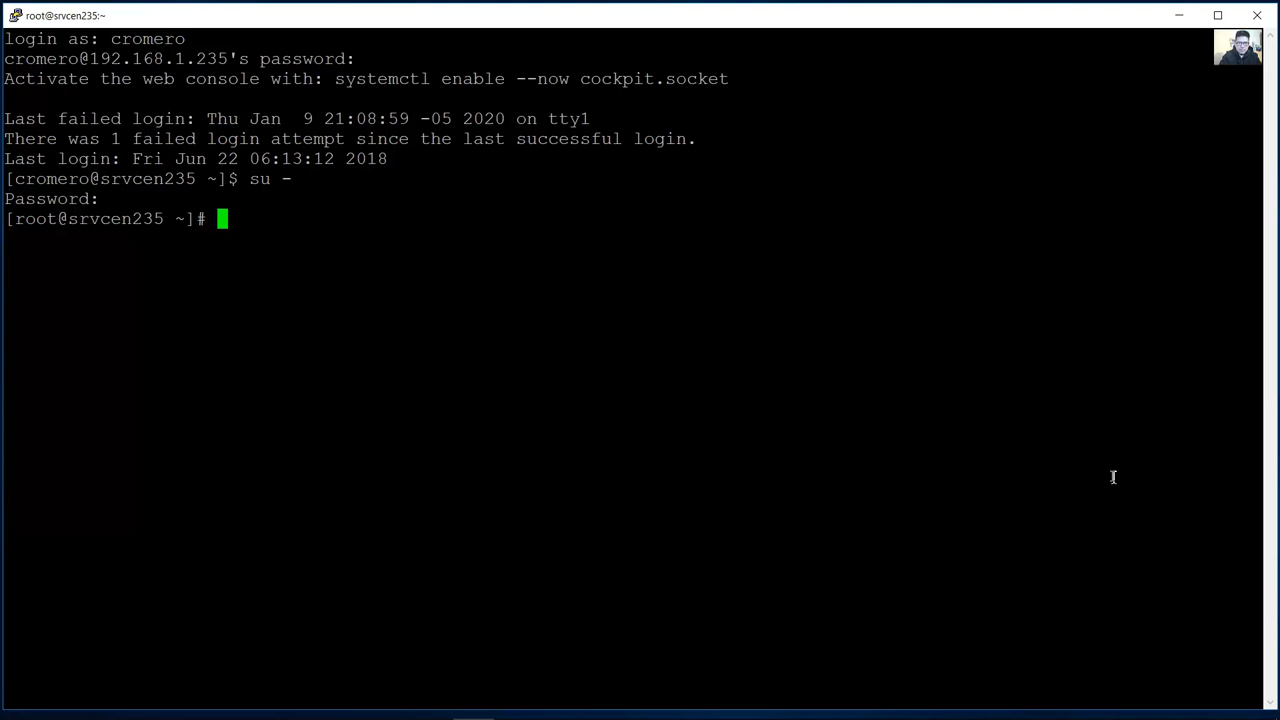 root@srvcen235:~
login as: cromero
cromero@192.168.1.235's password:
Activate the web console with: systemctl enable --now cockpit.socket
Last failed login: Thu Jan  9 21:08:59 -05 2020 on tty1
There was 1 failed login attempt since the last successful login.
Last login: Fri Jun 22 06:13:12 2018
[cromero@srvcen235 ~]$ su -
Password:
[root@srvcen235 ~]#